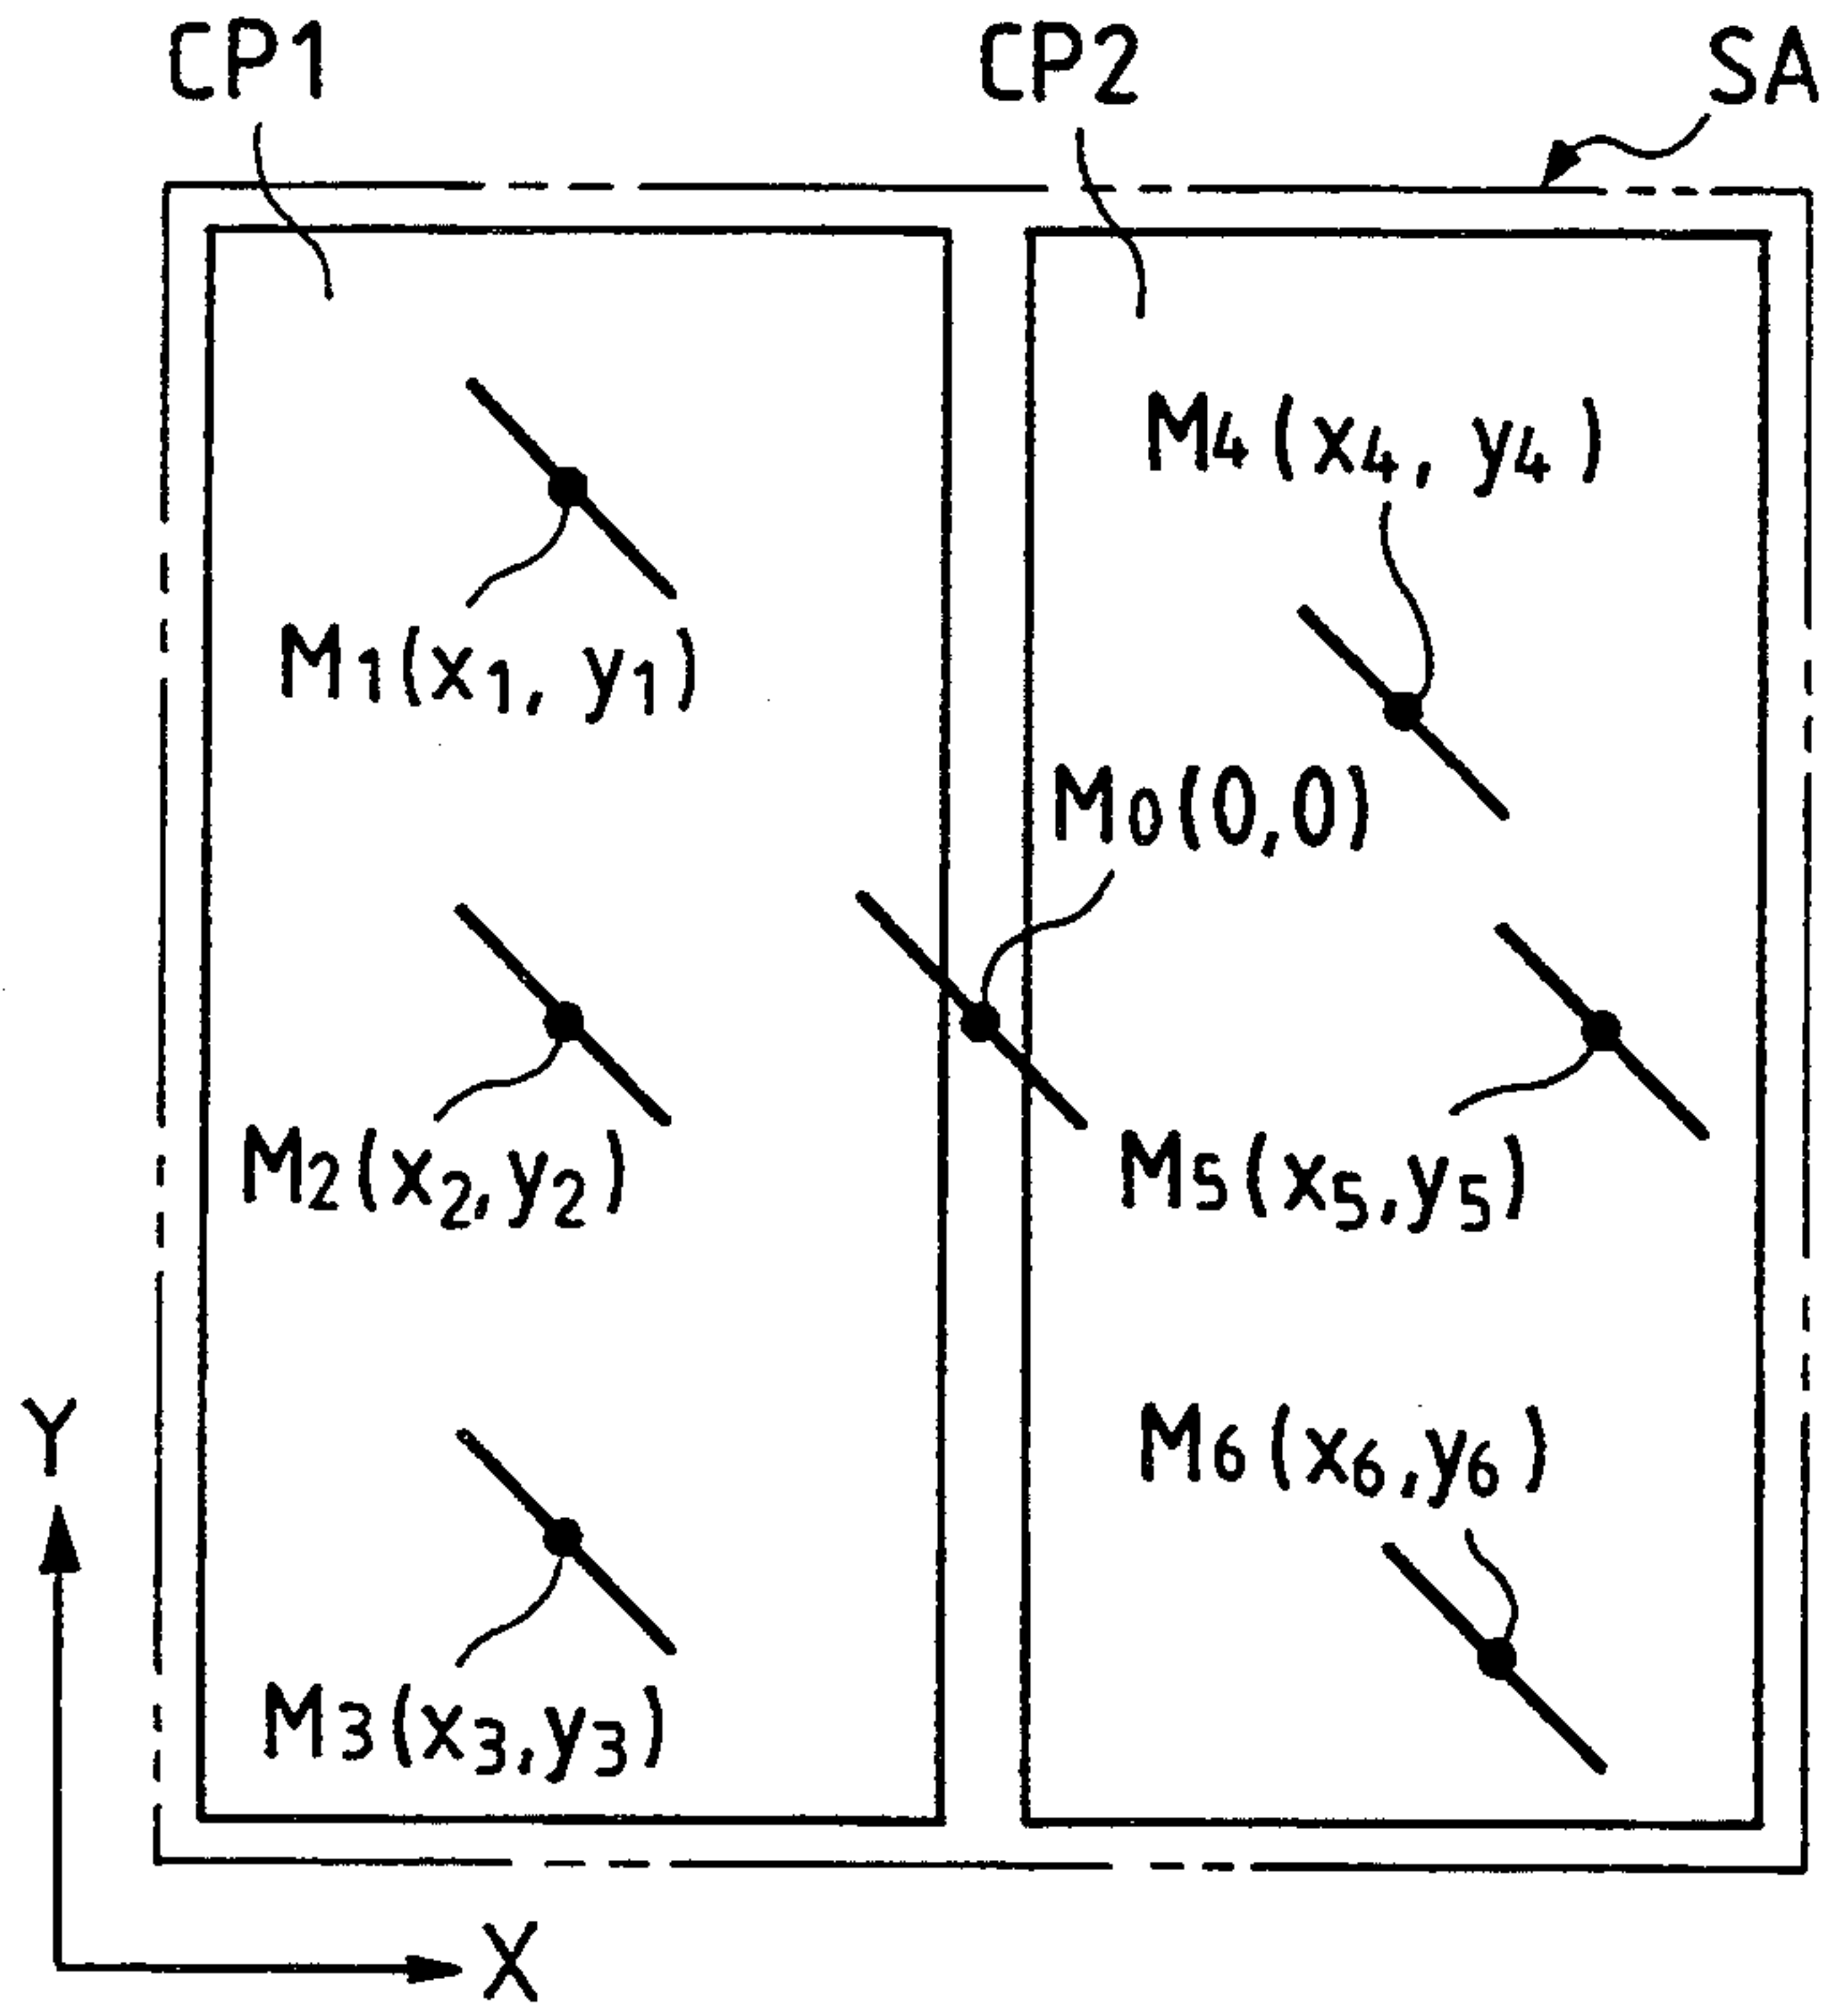 CP1
CP2
SA
M4(x4, y4)
M1(x1, y1)
M0(0,0)
M2(x2,y2)
M5(x5,y5)
M6(x6,y6)
Y
M3(x3,y3)
X